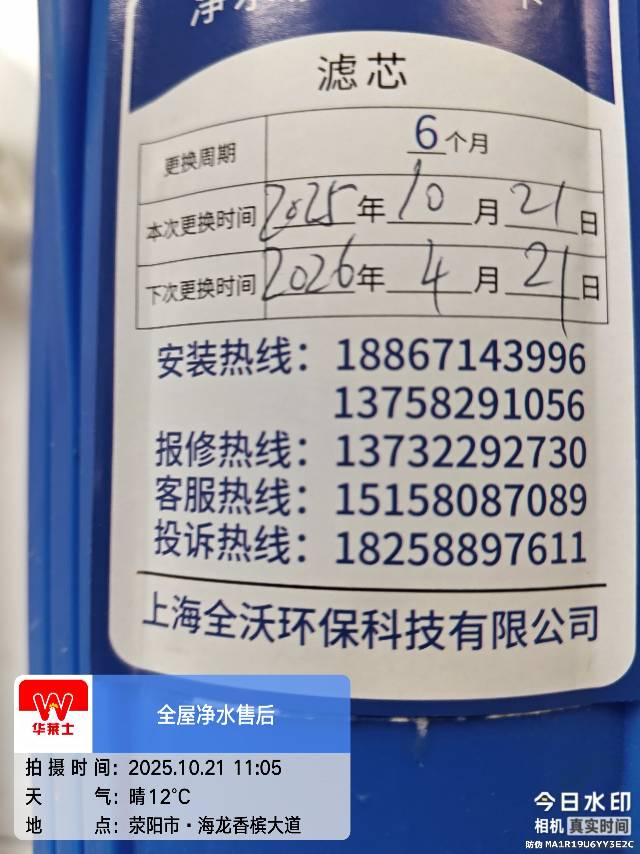 滤芯
更换周期 6个月
本次更换时间 2025年10月21日
下次更换时间 2026年4月21日
安装热线：18867143996
13758291056
报修热线：13732292730
客服热线：15158087089
投诉热线：18258897611
上海全沃环保科技有限公司
华莱士
全屋净水售后
拍摄时间：2025.10.21 11:05
天气：晴12°C
地点：荥阳市·海龙香槟大道
今日水印
相机 真实时间
防伪 MA1R19U6YY3E2C